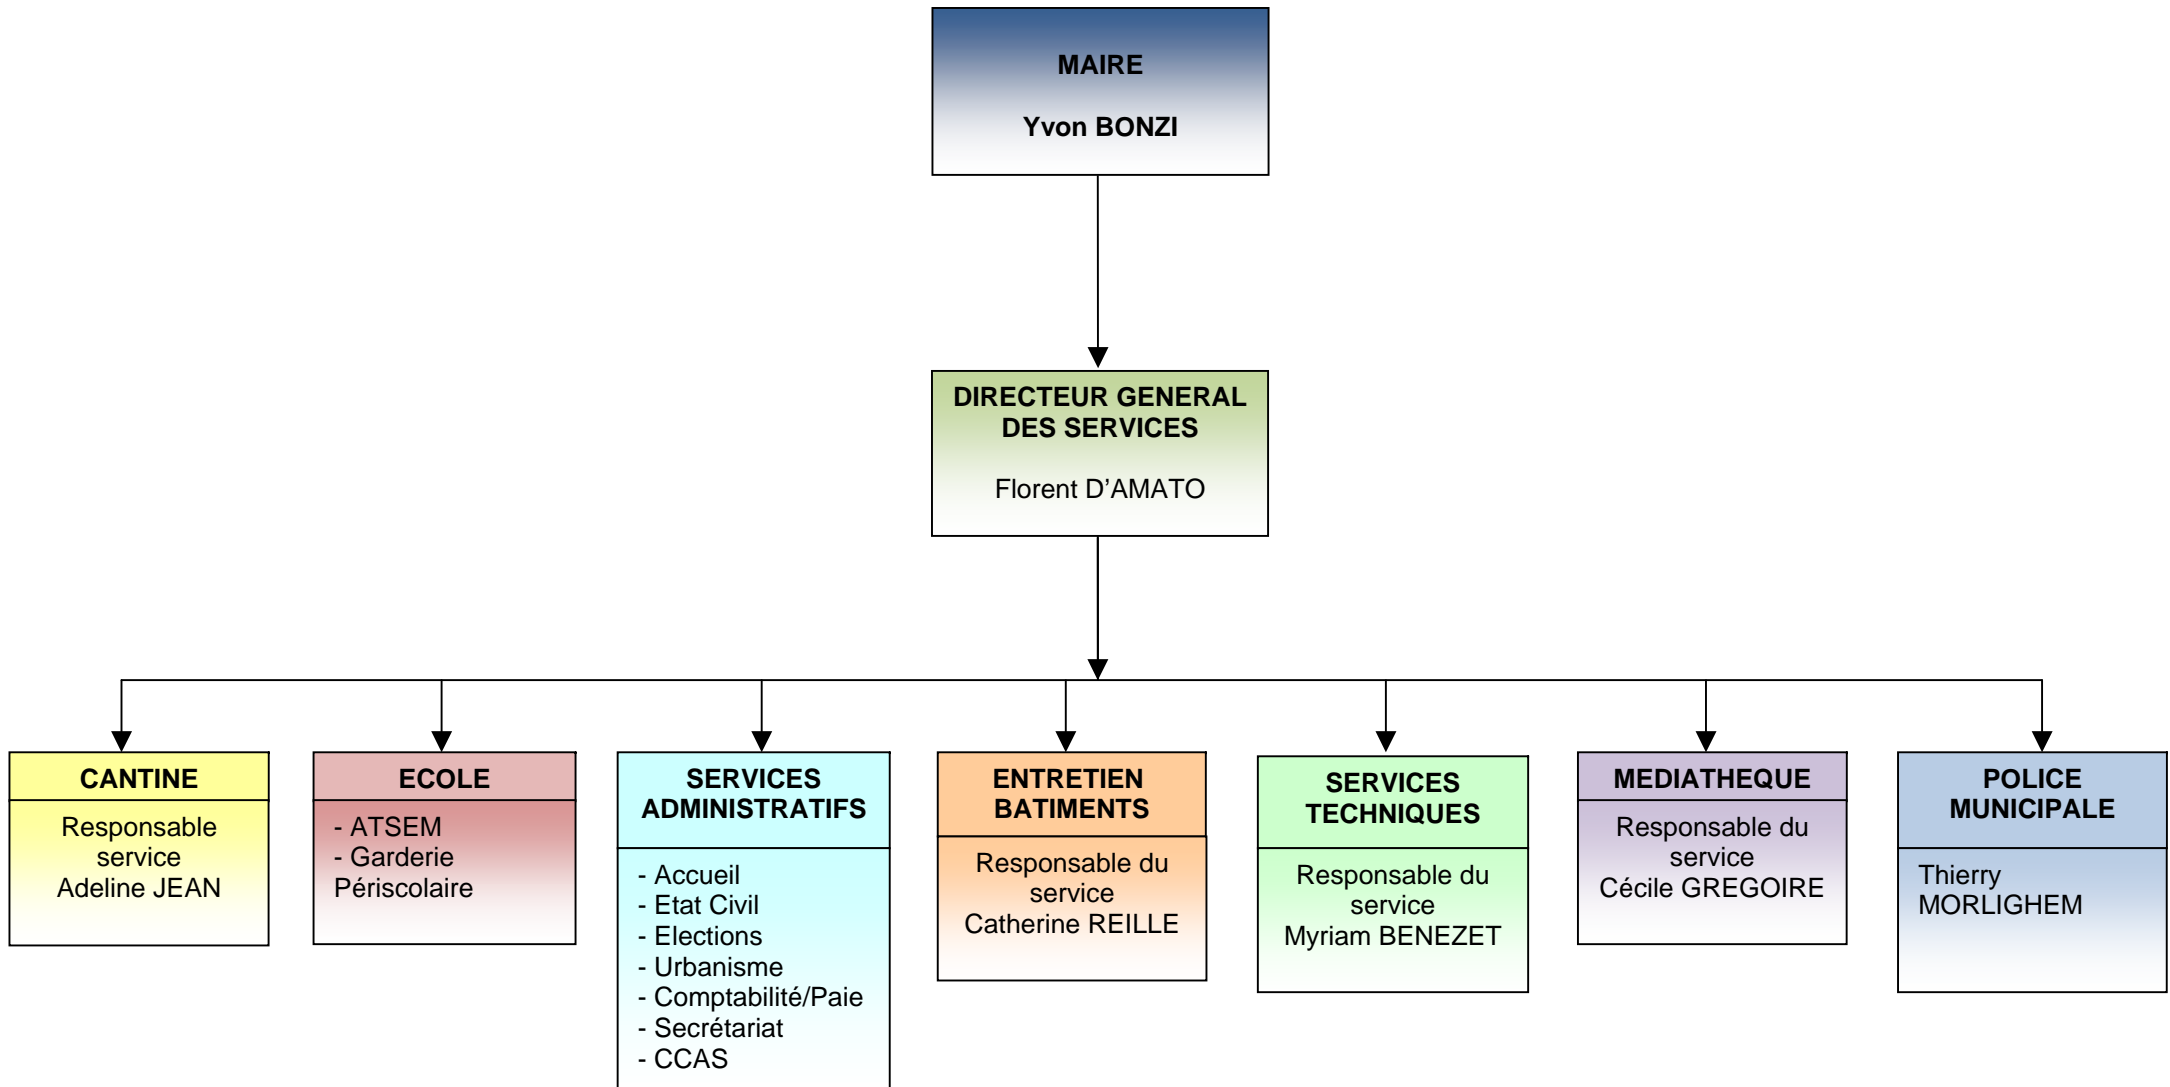 MAIRE
Yvon BONZI
DIRECTEUR GENERAL
DES SERVICES
Florent D’AMATO
CANTINE
Responsable
service
Adeline JEAN
ECOLE
- ATSEM
- Garderie
Périscolaire
SERVICES
ADMINISTRATIFS
- Accueil
- Etat Civil
- Elections
- Urbanisme
- Comptabilité/Paie
- Secrétariat
- CCAS
ENTRETIEN
BATIMENTS
Responsable du
service
Catherine REILLE
SERVICES
TECHNIQUES
Responsable du
service
Myriam BENEZET
MEDIATHEQUE
Responsable du
service
Cécile GREGOIRE
POLICE
MUNICIPALE
Thierry
MORLIGHEM